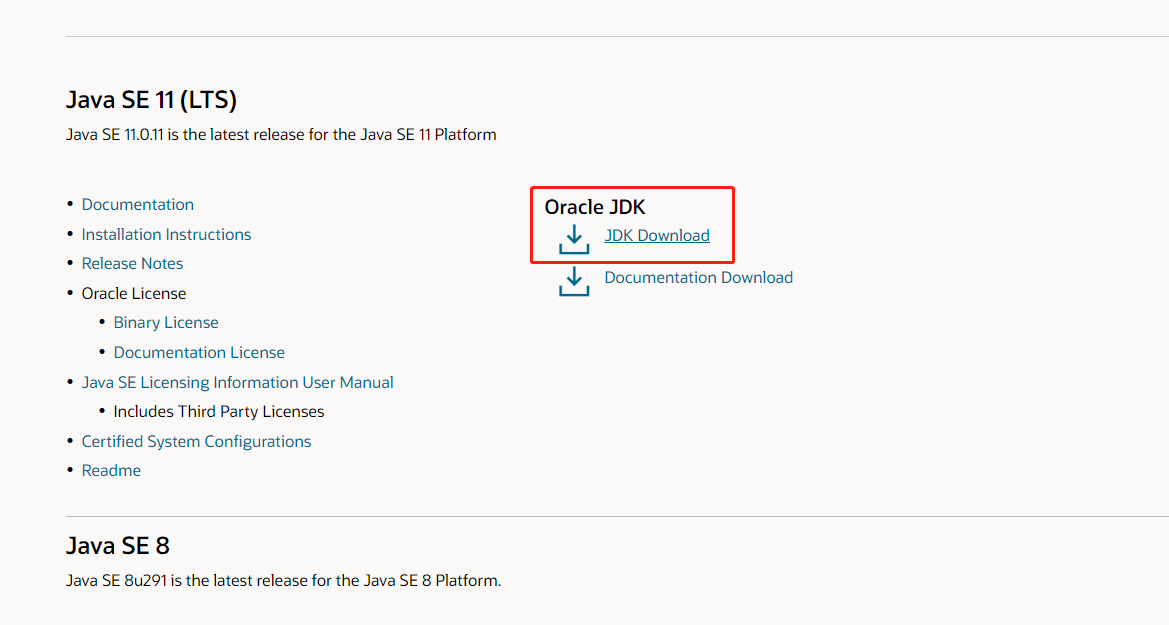 Java SE 11 (LTS)
Java SE 11.0.11 is the latest release for the Java SE 11 Platform
Documentation
Installation Instructions
Release Notes
Oracle License
Binary License
Documentation License
Java SE Licensing Information User Manual
Includes Third Party Licenses
Certified System Configurations
Readme
Oracle JDK
JDK Download
Documentation Download
Java SE 8
Java SE 8u291 is the latest release for the Java SE 8 Platform.